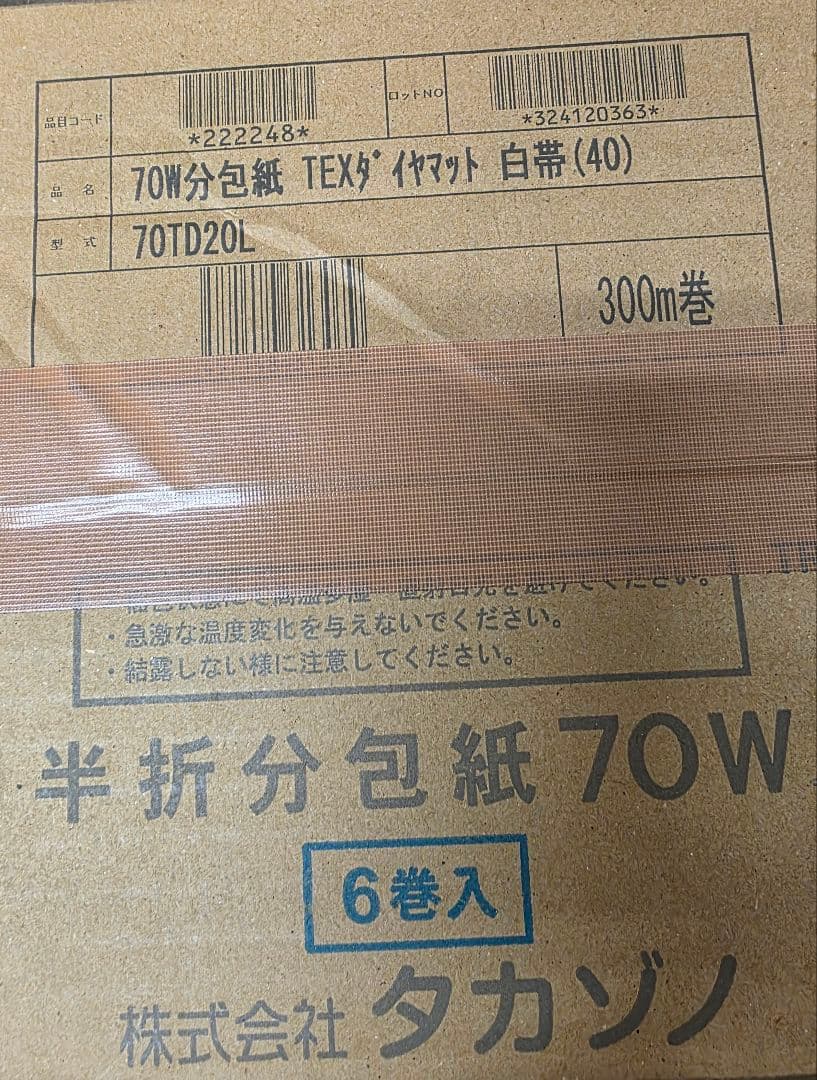 品目コード
*222248*
ロットNO
*324120363*
品 名
70W分包紙 TEXﾀﾞｲﾔﾏｯﾄ 白帯(40)
型 式
70TD20L
300m巻
・急激な温度変化を与えないでください。
・結露しない様に注意してください。
半折分包紙70W
6巻入
株式会社 タカゾノ